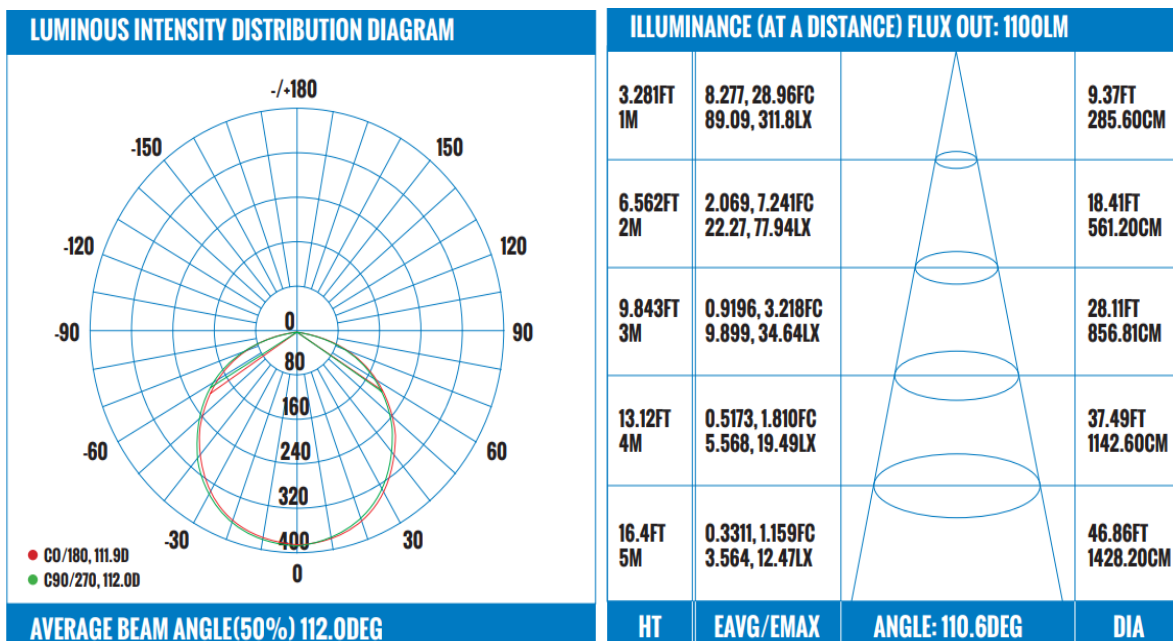 LUMINOUS INTENSITY DISTRIBUTION DIAGRAM
-/+180
-150
150
-120
120
-90
0
90
80
-60
160
60
240
320
-30
400
30
0
CO/180, 111.9D
C90/270, 112.0D
AVERAGE BEAM ANGLE(50%) 112.0DEG
ILLUMINANCE (AT A DISTANCE) FLUX OUT: 1100LM
3.281FT 8.277, 28.96FC 9.37FT
1M 89.09, 311.8LX 285.60CM
6.562FT 2.069, 7.241FC 18.41FT
2M 22.27, 77.94LX 561.20CM
9.843FT 0.9196, 3.218FC 28.11FT
3M 9.899, 34.64LX 856.81CM
13.12FT 0.5173, 1.810FC 37.49FT
4M 5.568, 19.49LX 1142.60CM
16.4FT 0.3311, 1.159FC 46.86FT
5M 3.564, 12.47LX 1428.20CM
HT EAVG/EMAX ANGLE: 110.6DEG DIA